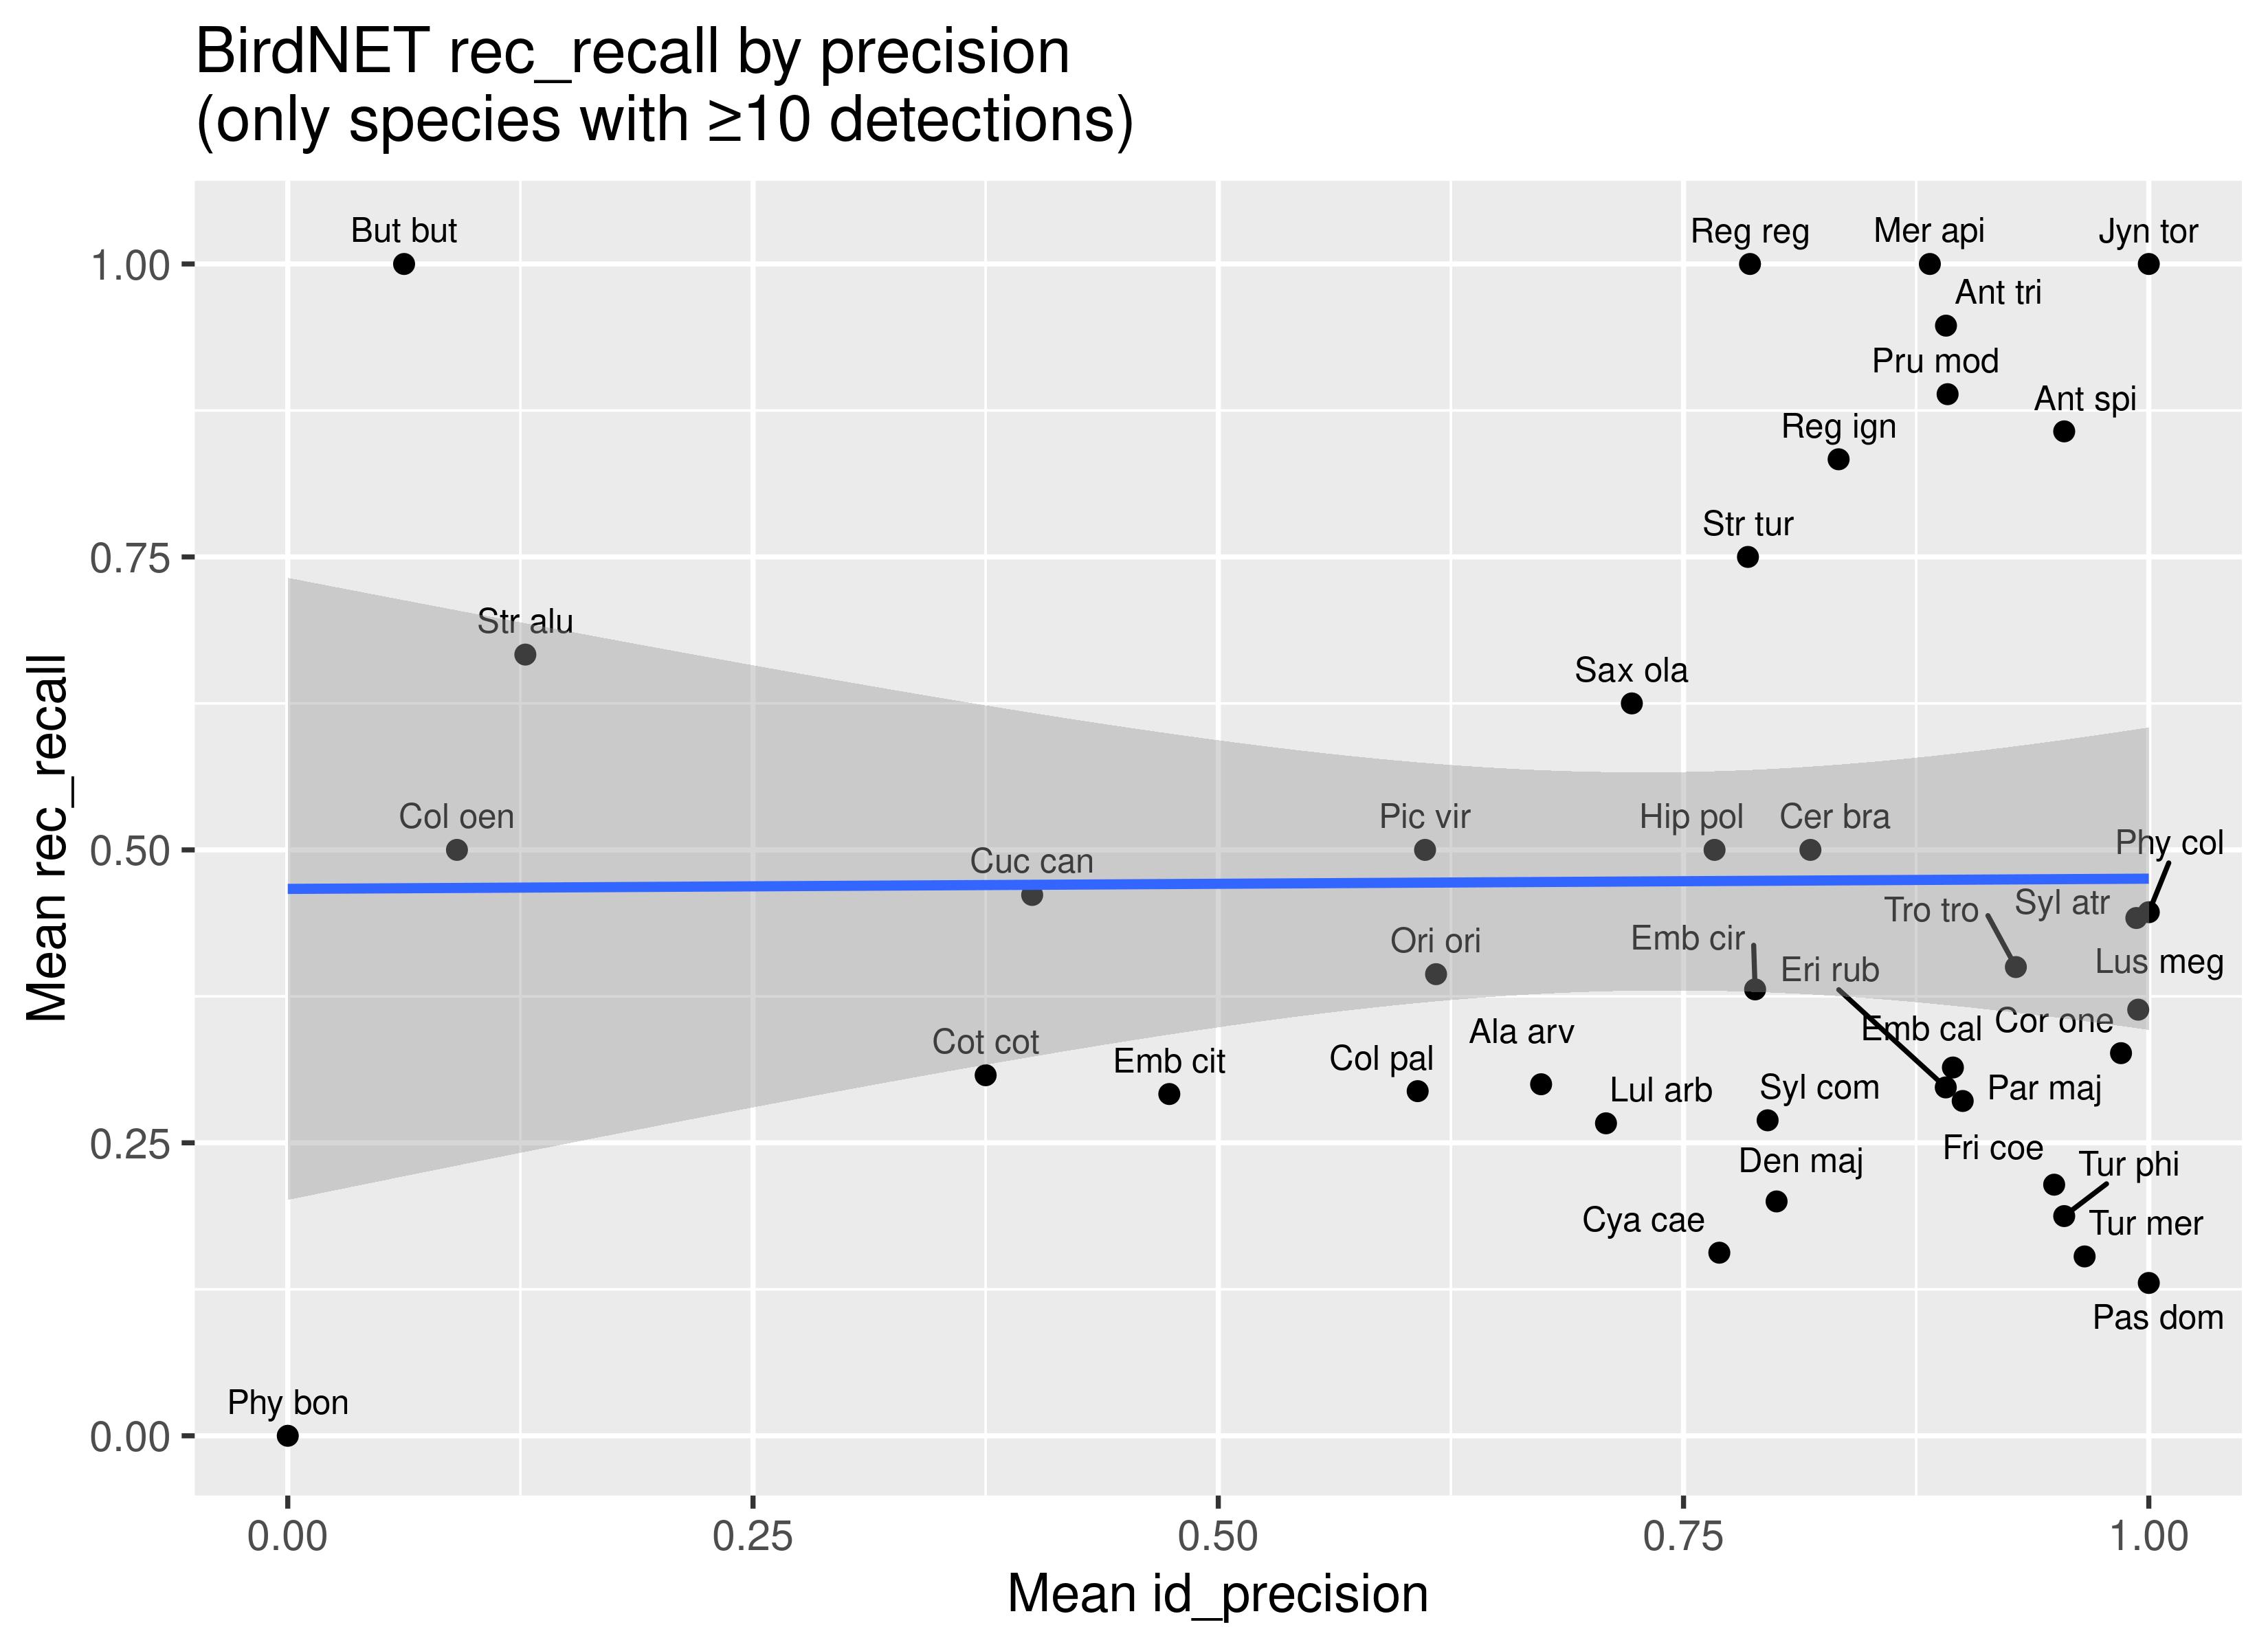 BirdNET rec_recall by precision
(only species with ≥10 detections)
But but
Reg reg
Mer api
Jyn tor
1.00
Ant tri
Pru mod
Ant spi
Reg ign
Str tur
0.75
Str alu
Sax ola
Mean rec_recall
Col oen
Pic vir
Hip pol
Cer bra
0.50
Phy col
Cuc can
Tro tro
Syl atr
Ori ori
Emb cir
Eri rub
Lus meg
Cot cot
Emb cit
Col pal
Ala arv
Emb cal
Cor one
Lul arb
Syl com
Par maj
0.25
Den maj
Fri coe
Tur phi
Cya cae
Tur mer
Pas dom
Phy bon
0.00
0.00
0.25
0.50
0.75
1.00
Mean id_precision